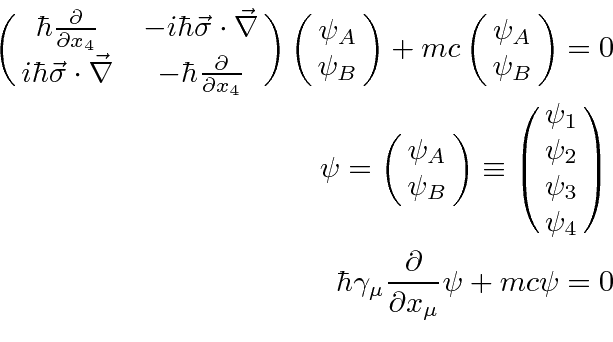 \begin{pmatrix} \hbar\frac{\partial}{\partial x_4} & -i\hbar\vec{\sigma}\cdot\vec{\nabla} \\ i\hbar\vec{\sigma}\cdot\vec{\nabla} & -\hbar\frac{\partial}{\partial x_4} \end{pmatrix} \begin{pmatrix} \psi_A \\ \psi_B \end{pmatrix} + mc \begin{pmatrix} \psi_A \\ \psi_B \end{pmatrix} = 0
\psi = \begin{pmatrix} \psi_A \\ \psi_B \end{pmatrix} \equiv \begin{pmatrix} \psi_1 \\ \psi_2 \\ \psi_3 \\ \psi_4 \end{pmatrix}
\hbar\gamma_\mu \frac{\partial}{\partial x_\mu}\psi + mc\psi = 0